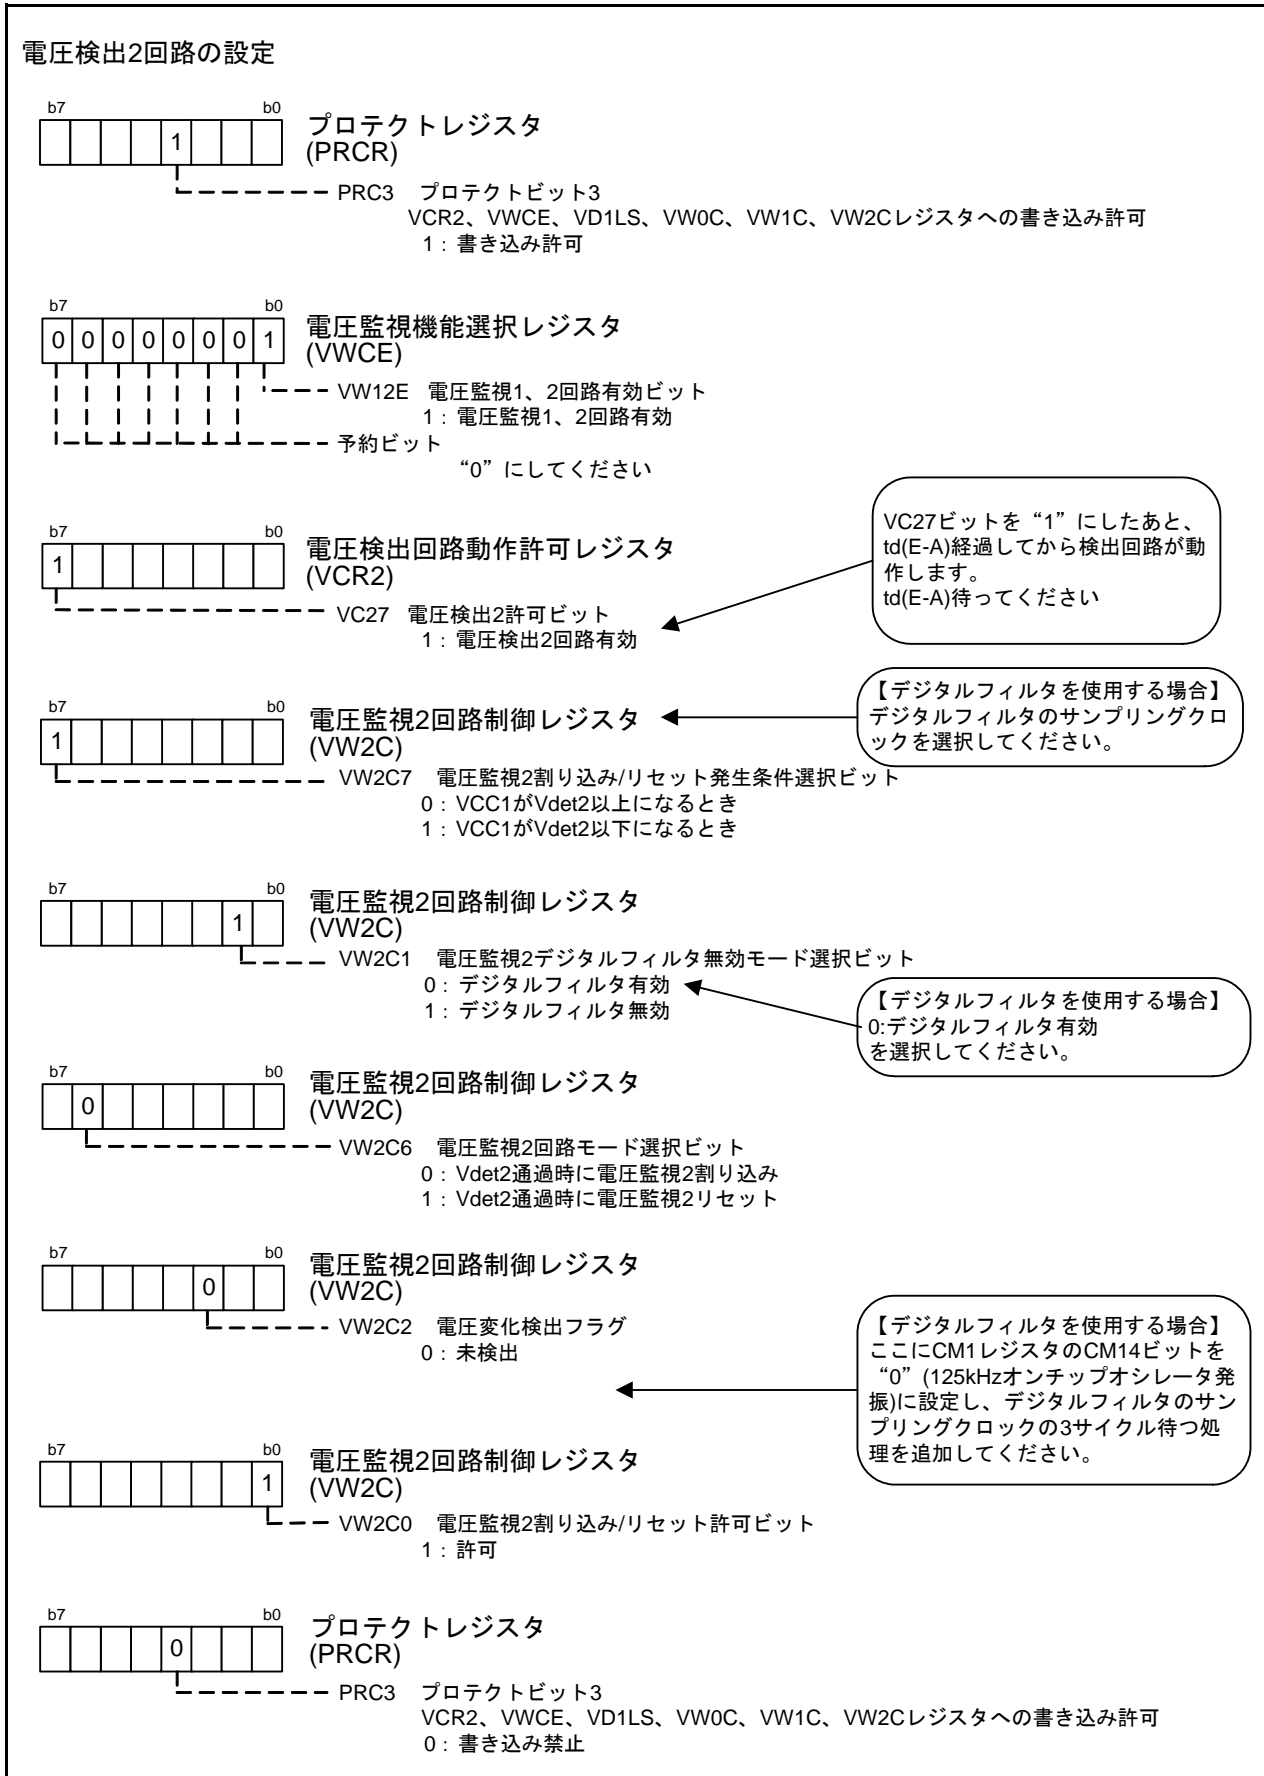 電圧検出2回路の設定
b7 b0
1
プロテクトレジスタ
(PRCR)
PRC3 プロテクトビット3
VCR2、VWCE、VD1LS、VW0C、VW1C、VW2Cレジスタへの書き込み許可
1：書き込み許可
b7 b0
0 0 0 0 0 0 0 1
電圧監視機能選択レジスタ
(VWCE)
VW12E 電圧監視1、2回路有効ビット
1：電圧監視1、2回路有効
予約ビット
“0”にしてください
b7 b0
1
電圧検出回路動作許可レジスタ
(VCR2)
VC27 電圧検出2許可ビット
1：電圧検出2回路有効
VC27ビットを“1”にしたあと、
td(E-A)経過してから検出回路が動
作します。
td(E-A)待ってください
b7 b0
1
電圧監視2回路制御レジスタ
(VW2C)
VW2C7 電圧監視2割り込み/リセット発生条件選択ビット
0：VCC1がVdet2以上になるとき
1：VCC1がVdet2以下になるとき
【デジタルフィルタを使用する場合】
デジタルフィルタのサンプリングクロ
ックを選択してください。
b7 b0
1
電圧監視2回路制御レジスタ
(VW2C)
VW2C1 電圧監視2デジタルフィルタ無効モード選択ビット
0：デジタルフィルタ有効
1：デジタルフィルタ無効
【デジタルフィルタを使用する場合】
0:デジタルフィルタ有効
を選択してください。
b7 b0
0
電圧監視2回路制御レジスタ
(VW2C)
VW2C6 電圧監視2回路モード選択ビット
0：Vdet2通過時に電圧監視2割り込み
1：Vdet2通過時に電圧監視2リセット
b7 b0
0
電圧監視2回路制御レジスタ
(VW2C)
VW2C2 電圧変化検出フラグ
0：未検出
【デジタルフィルタを使用する場合】
ここにCM1レジスタのCM14ビットを
“0”(125kHzオンチップオシレータ発
振)に設定し、デジタルフィルタのサン
プリングクロックの3サイクル待つ処
理を追加してください。
b7 b0
1
電圧監視2回路制御レジスタ
(VW2C)
VW2C0 電圧監視2割り込み/リセット許可ビット
1：許可
b7 b0
0
プロテクトレジスタ
(PRCR)
PRC3 プロテクトビット3
VCR2、VWCE、VD1LS、VW0C、VW1C、VW2Cレジスタへの書き込み許可
0：書き込み禁止